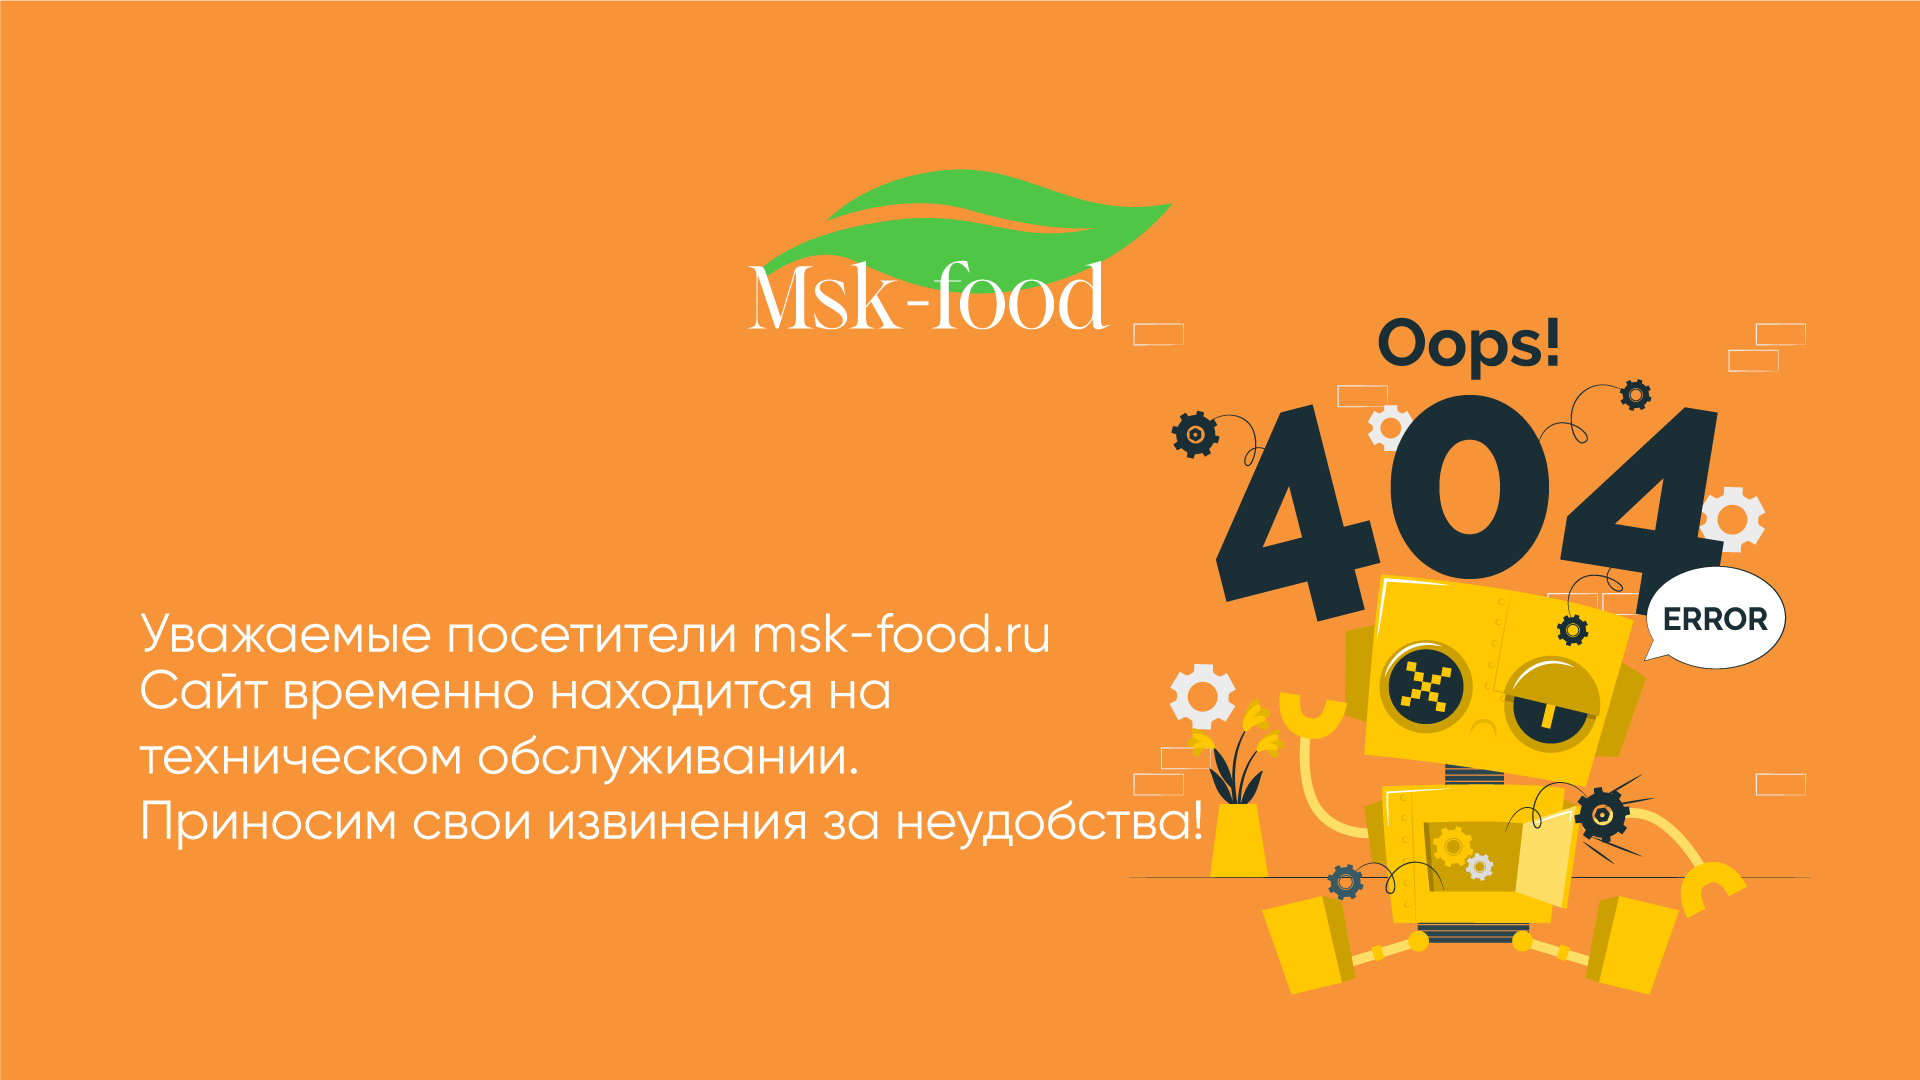 Msk-food
Oops!
404
ERROR
Уважаемые посетители msk-food.ru
Сайт временно находится на
техническом обслуживании.
Приносим свои извинения за неудобства!